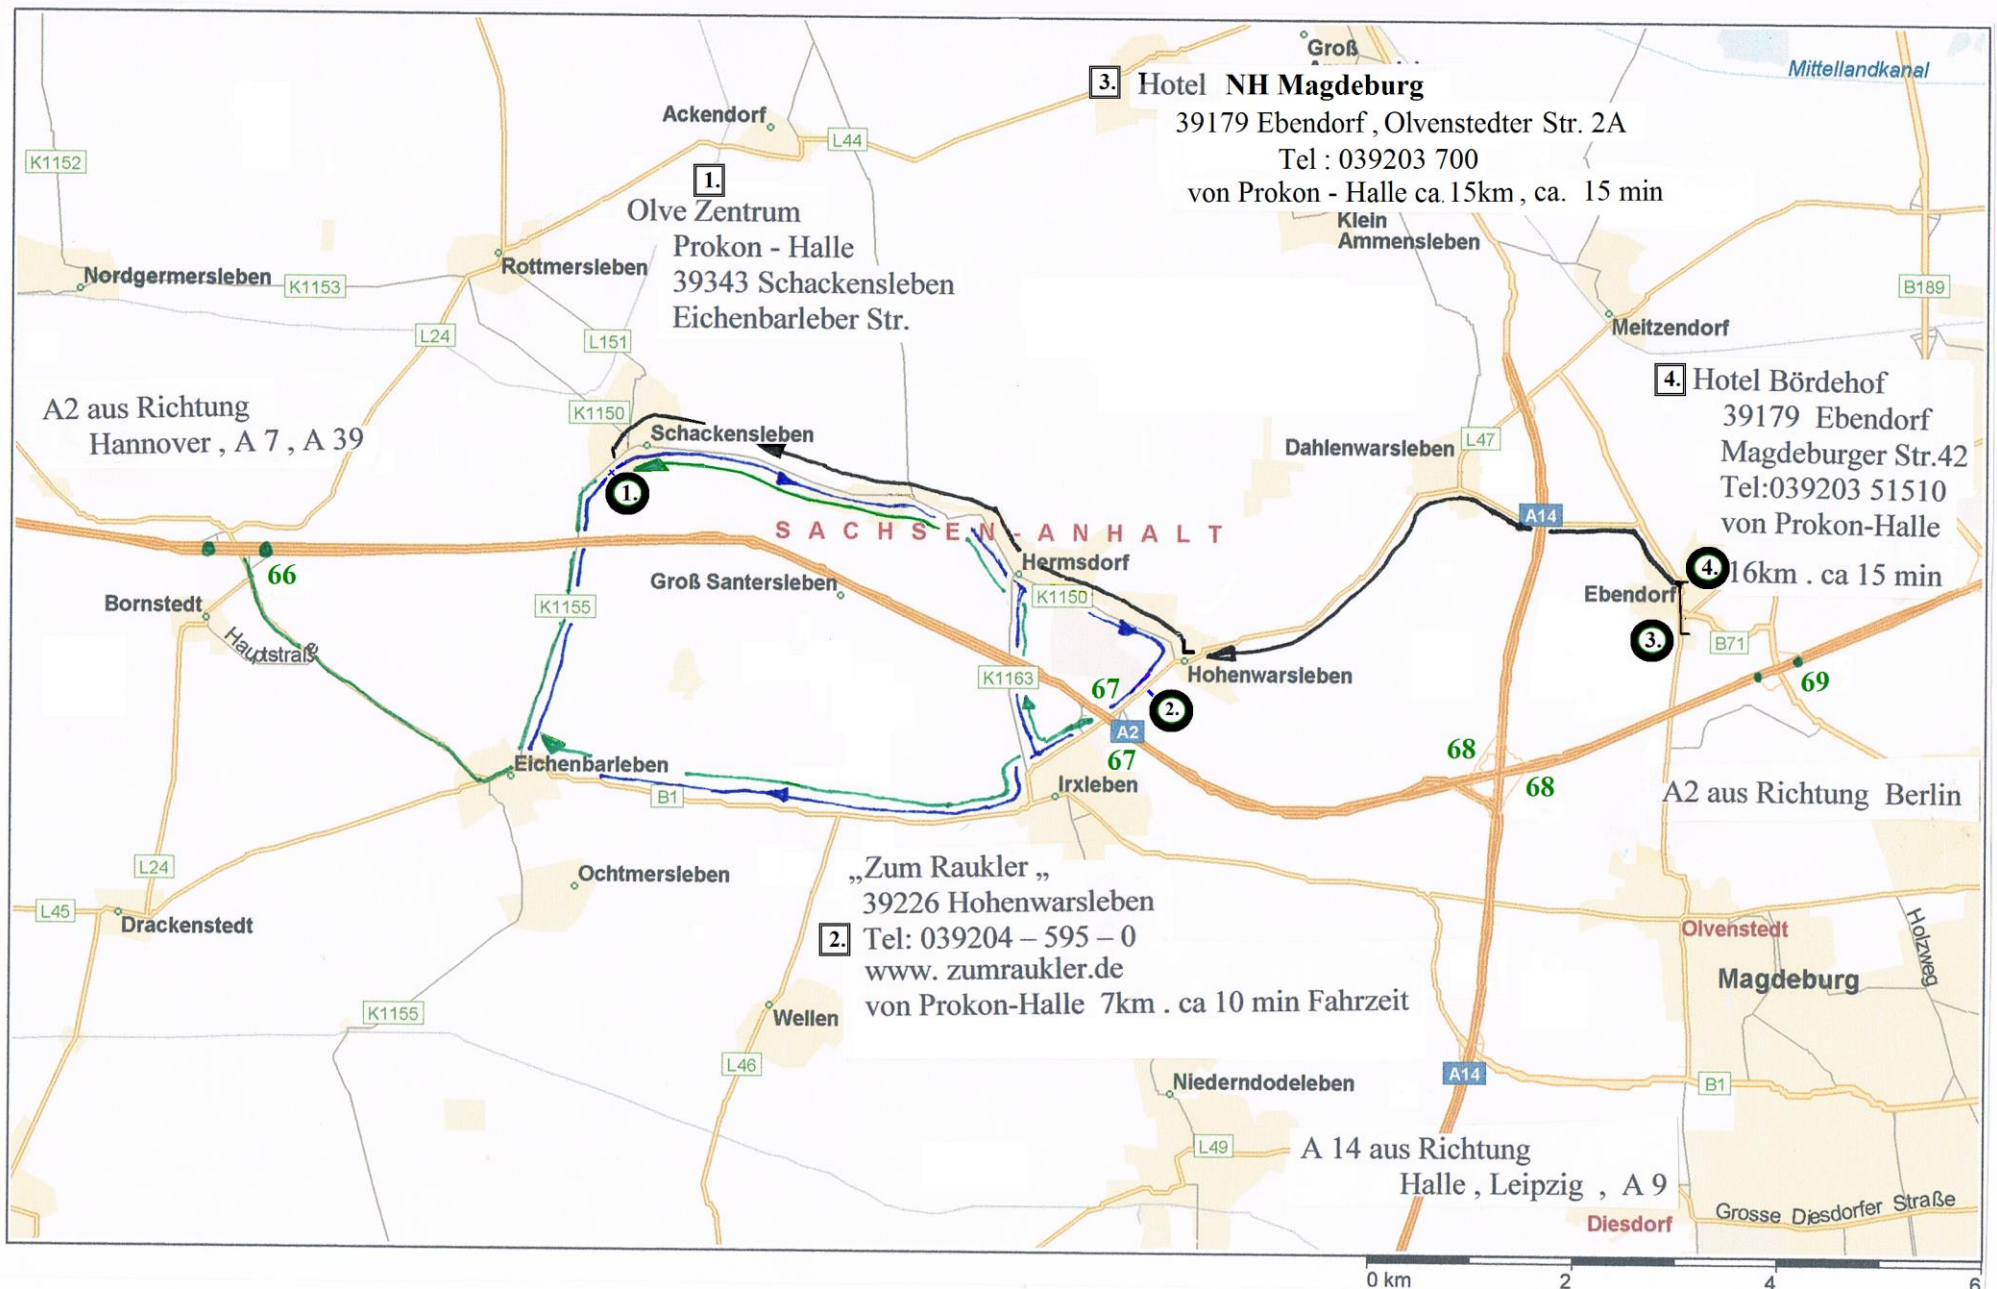 Groß
Mittellandkanal
3. Hotel NH Magdeburg
39179 Ebendorf , Olvenstedter Str. 2A
Tel : 039203 700
von Prokon - Halle ca. 15km , ca. 15 min
Ackendorf
L44
K1152
1.
Olve Zentrum
Prokon - Halle
39343 Schackensleben
Eichenbarleber Str.
Klein
Ammensleben
Rottmersleben
Nordgermersleben
K1153
B189
L24
L151
Meitzendorf
4. Hotel Bördehof
39179 Ebendorf
Magdeburger Str.42
Tel:039203 51510
von Prokon-Halle
16km . ca 15 min
A2 aus Richtung
Hannover , A 7 , A 39
K1150
Schackensleben
Dahlenwarsleben
L47
1.
A14
SACHSEN-ANHALT
66
Groß Santersleben
Hermsdorf
K1150
4.
Ebendorf
Bornstedt
K1155
Hauptstraß
3.
B71
K1163
67
Hohenwarsleben
2.
69
A2
67
68
68
Eichenbarleben
B1
Irxleben
A2 aus Richtung Berlin
L24
Ochtmersleben
„Zum Raukler „
39226 Hohenwarsleben
2. Tel: 039204 – 595 – 0
www. zumraukler.de
von Prokon-Halle 7km . ca 10 min Fahrzeit
L45
Drackenstedt
Olvenstedt
Holzweg
Magdeburg
K1155
Wellen
L46
A14
Niederndodeleben
B1
L49
A 14 aus Richtung
Halle , Leipzig , A 9
Grosse Diesdorfer Straße
Diesdorf
0 km 2 4 6